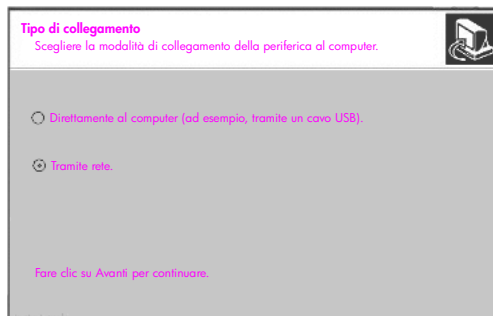 Tipo di collegamento
Scegliere la modalità di collegamento della periferica al computer.
Direttamente al computer (ad esempio, tramite un cavo USB).
Tramite rete.
Fare clic su Avanti per continuare.